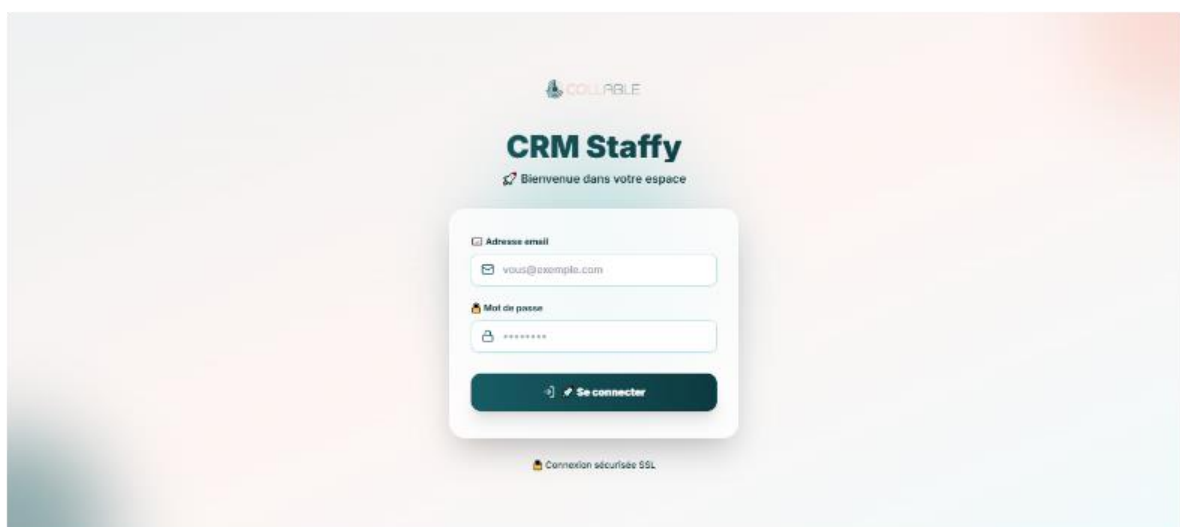 COLLABLE
CRM Staffy
🚀 Bienvenue dans votre espace
Adresse email
vous@exemple.com
Mot de passe
••••••••
Se connecter
Connexion sécurisée SSL